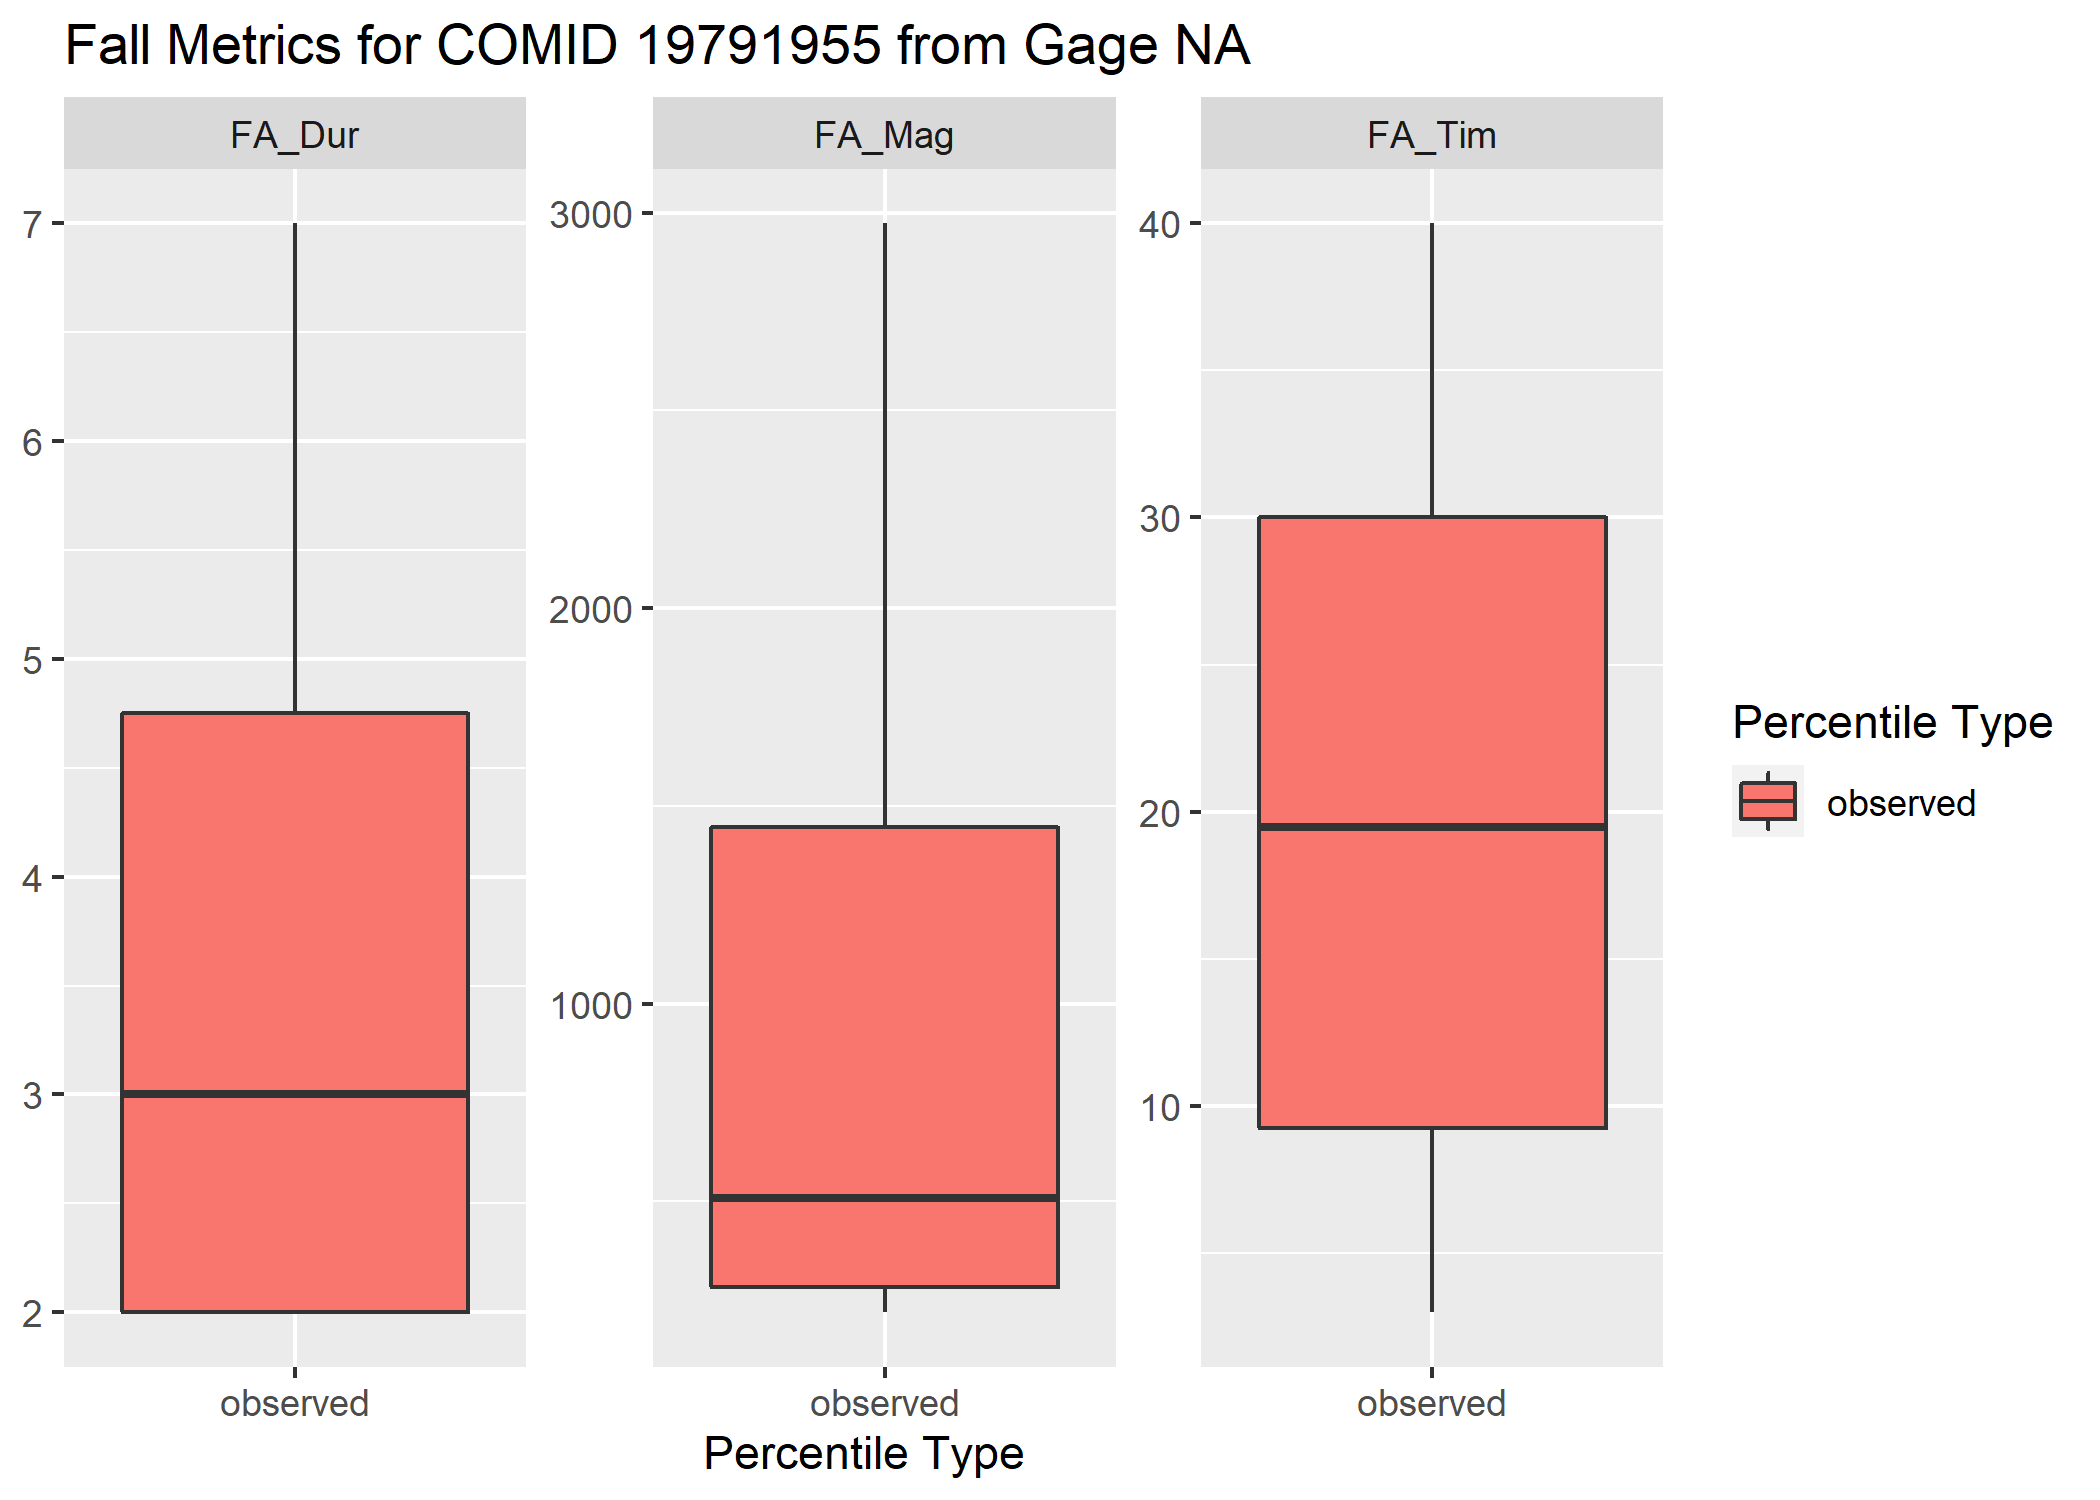 Fall Metrics for COMID 19791955 from Gage NA
FA_Dur
FA_Mag
FA_Tim
7
6
5
4
3
2
3000
2000
1000
40
30
20
10
observed
observed
observed
Percentile Type
Percentile Type
observed